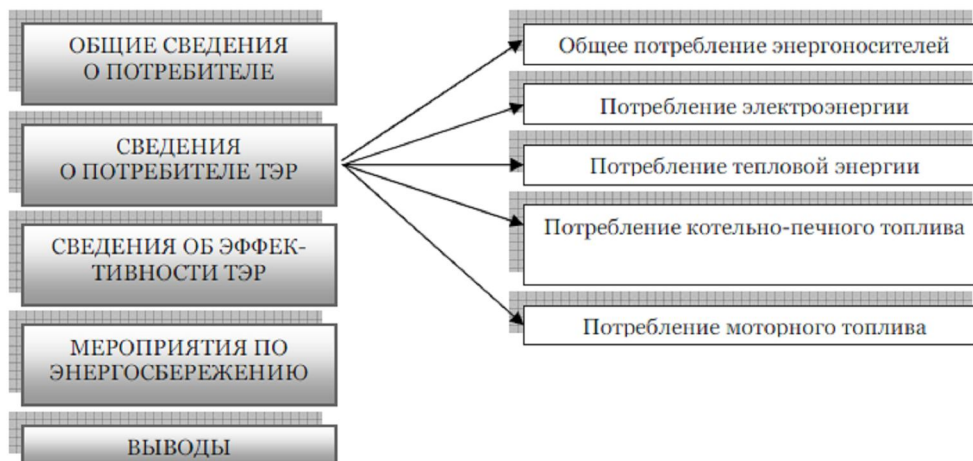 ОБЩИЕ СВЕДЕНИЯ
О ПОТРЕБИТЕЛЕ
СВЕДЕНИЯ
О ПОТРЕБИТЕЛЕ ТЭР
СВЕДЕНИЯ ОБ ЭФФЕК-
ТИВНОСТИ ТЭР
МЕРОПРИЯТИЯ ПО
ЭНЕРГОСБЕРЕЖЕНИЮ
ВЫВОДЫ
Общее потребление энергоносителей
Потребление электроэнергии
Потребление тепловой энергии
Потребление котельно-печного топлива
Потребление моторного топлива